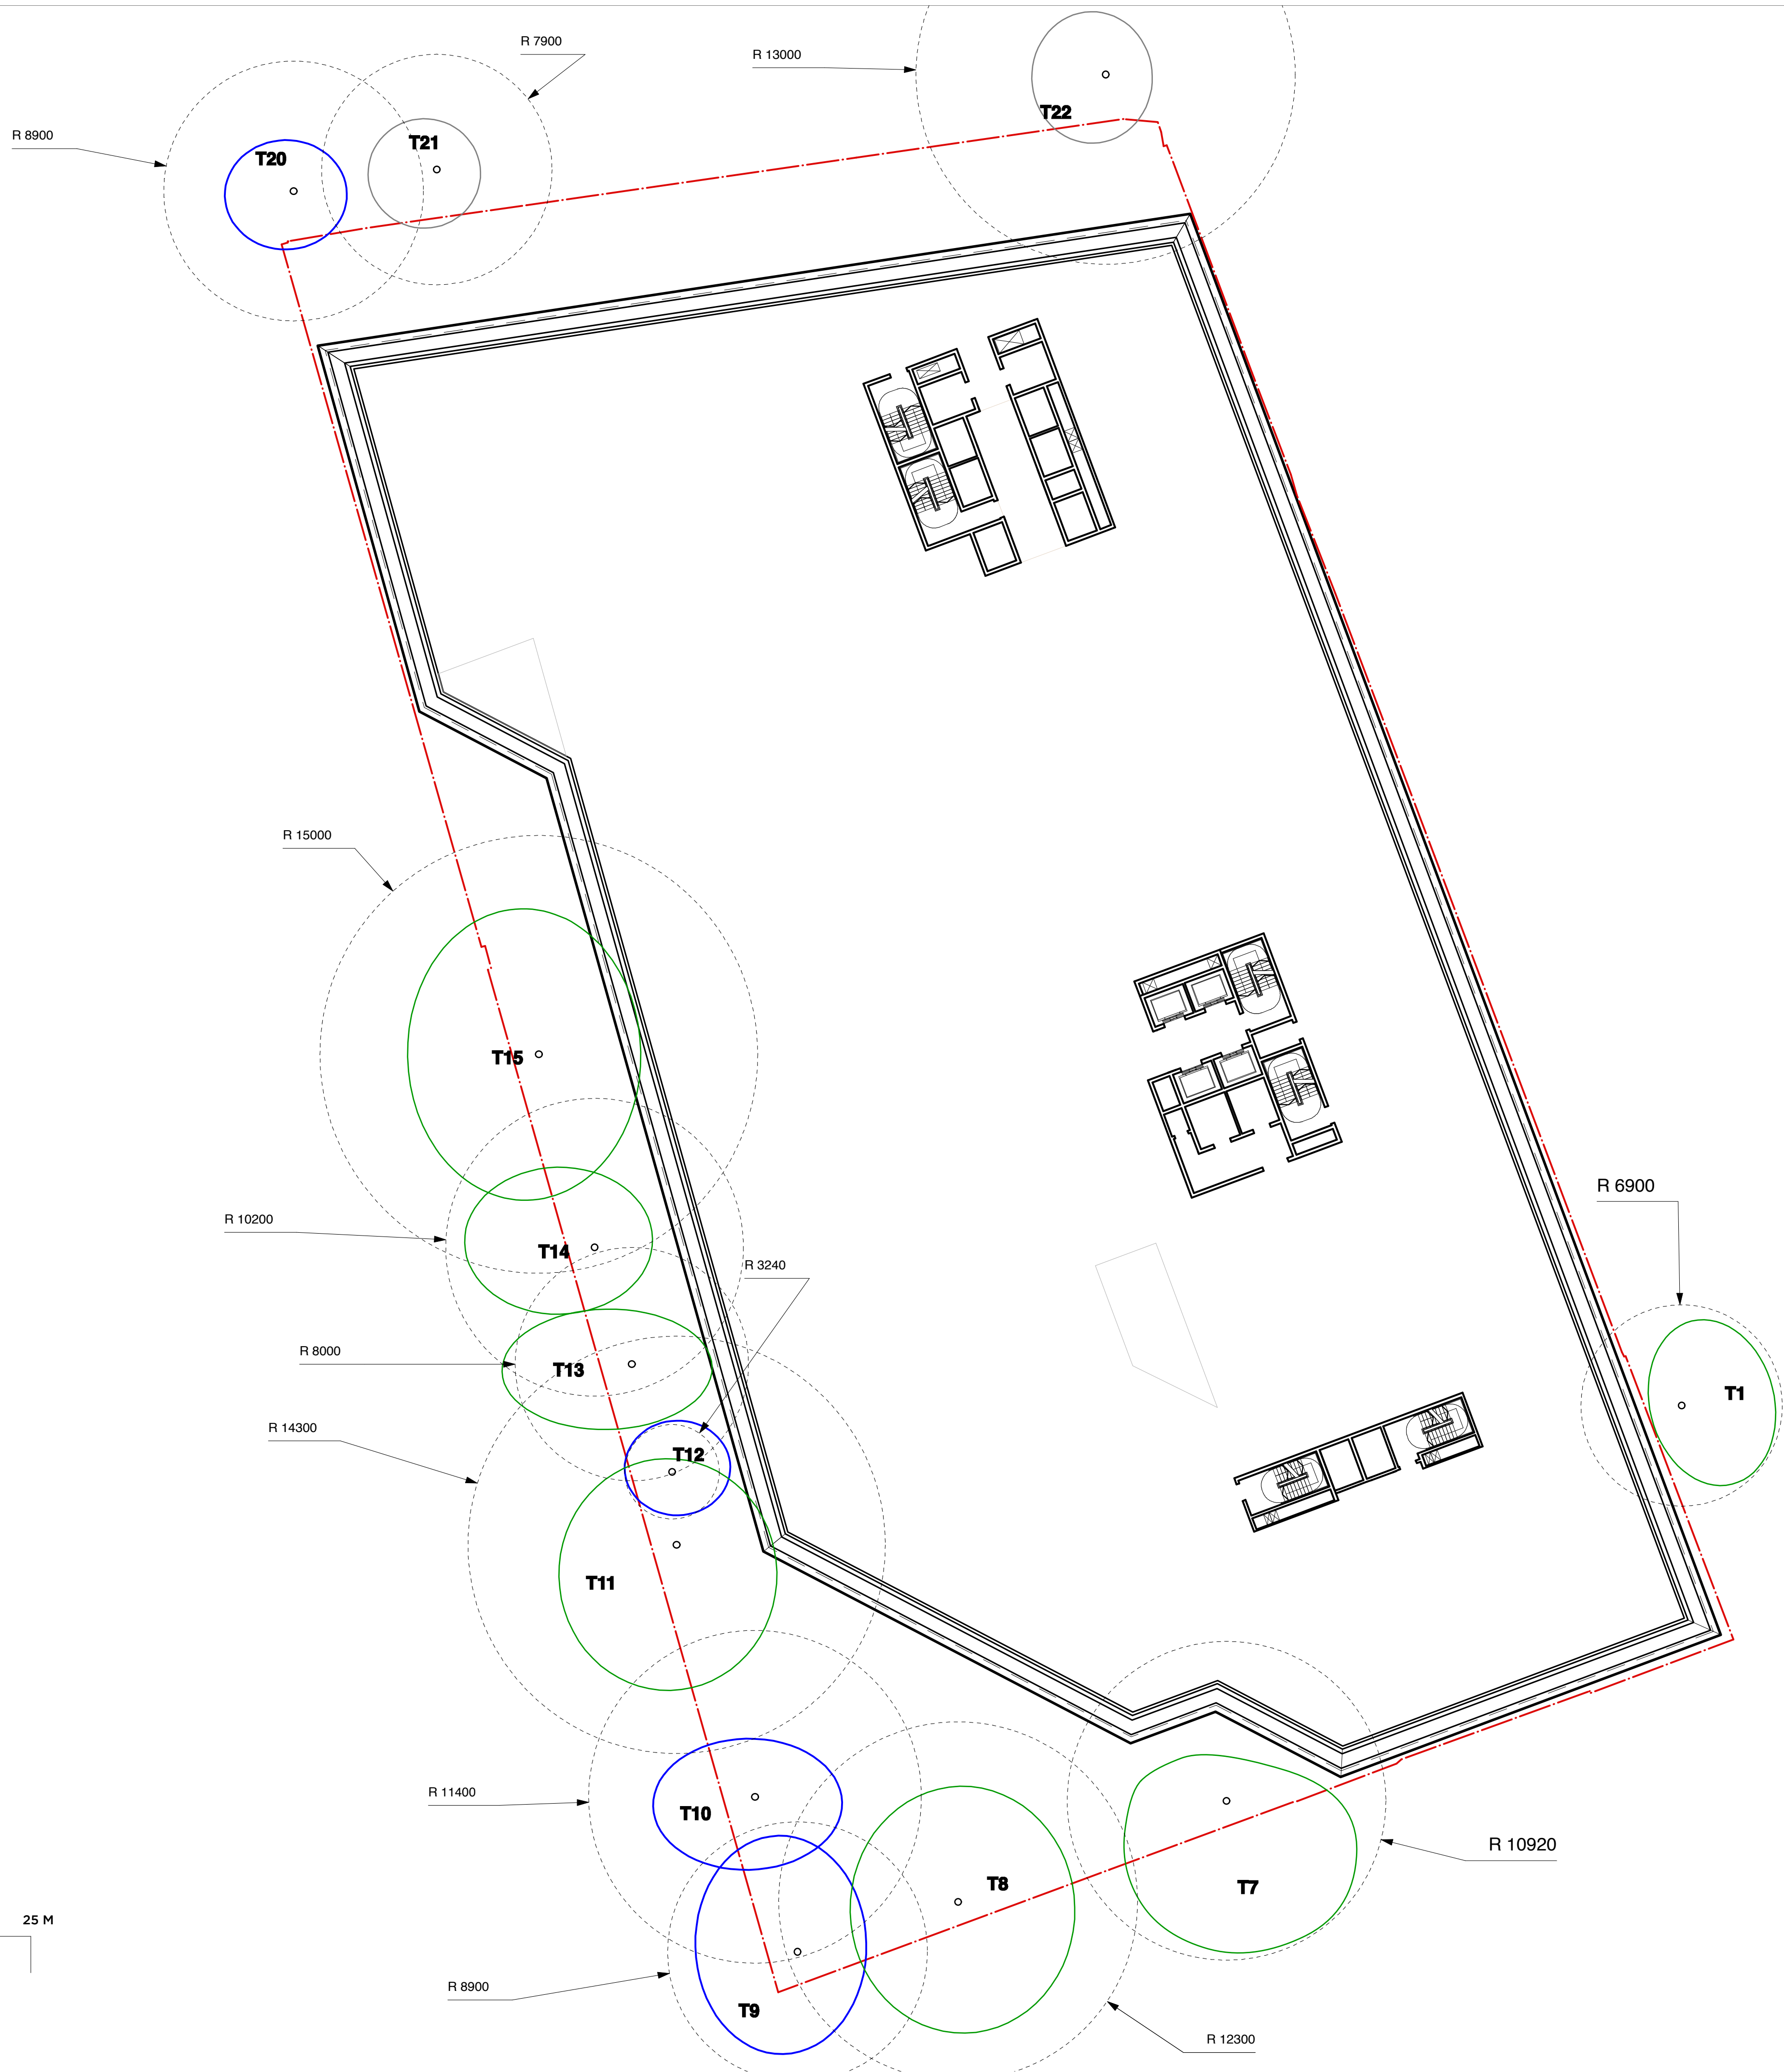 R 7900
R 13000
T22
R 8900
T21
T20
R 15000
T15
R 6900
R 10200
T14
R 3240
R 8000
T13
T1
R 14300
T12
T11
R 11400
T10
R 10920
T8
T7
25 M
R 8900
T9
R 12300